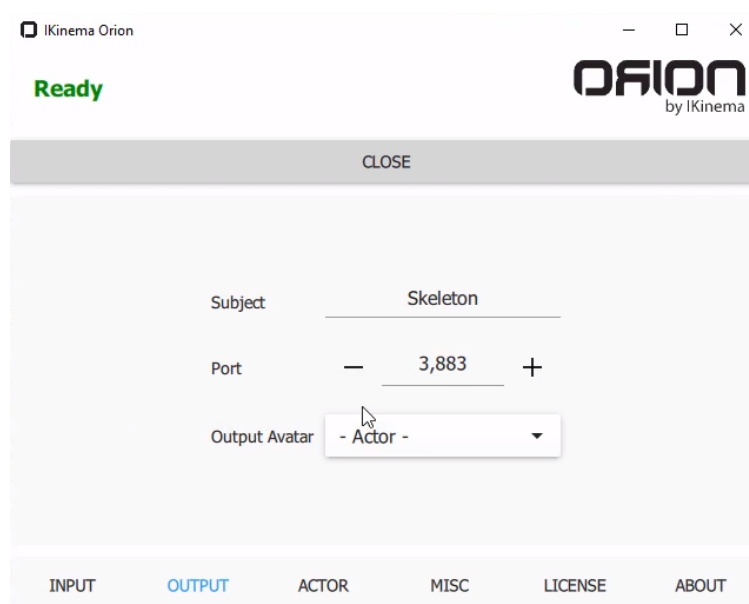 IKinema Orion
Ready
ORION
by IKinema
CLOSE
Subject Skeleton
Port — 3,883 +
Output Avatar - Actor -
INPUT OUTPUT ACTOR MISC LICENSE ABOUT